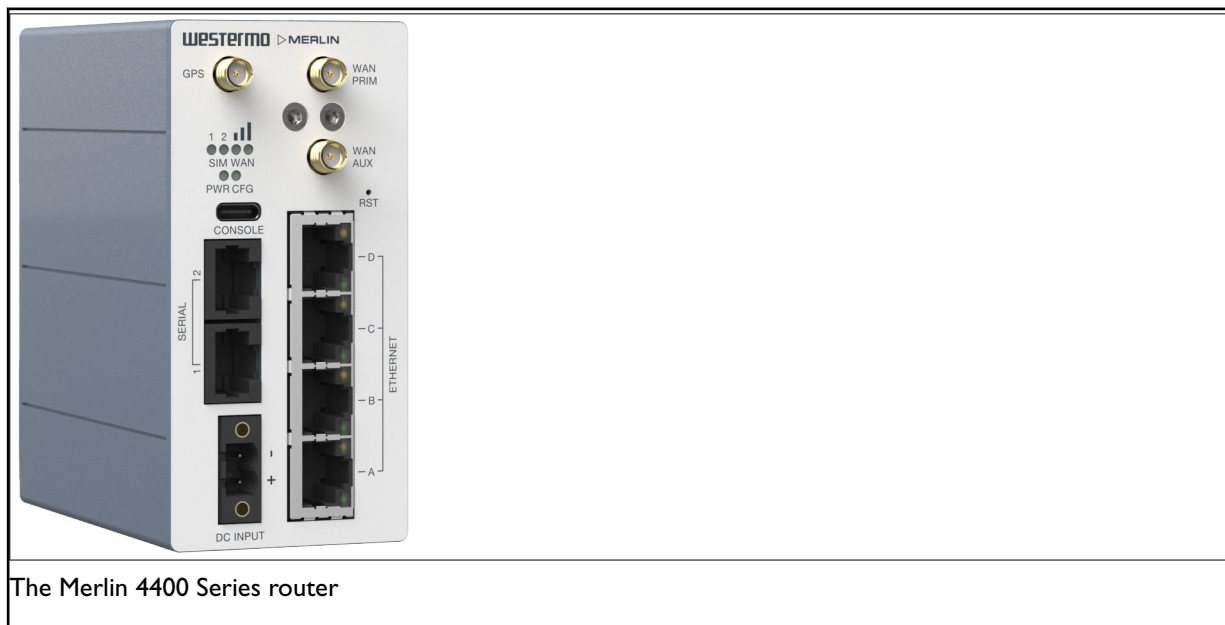 westermo MERLIN
GPS
WAN
PRIM
1 2
SIM WAN
PWR CFG
WAN
AUX
RST
CONSOLE
SERIAL
2
1
D
C
B
A
ETHERNET
-
+
DC INPUT
The Merlin 4400 Series router